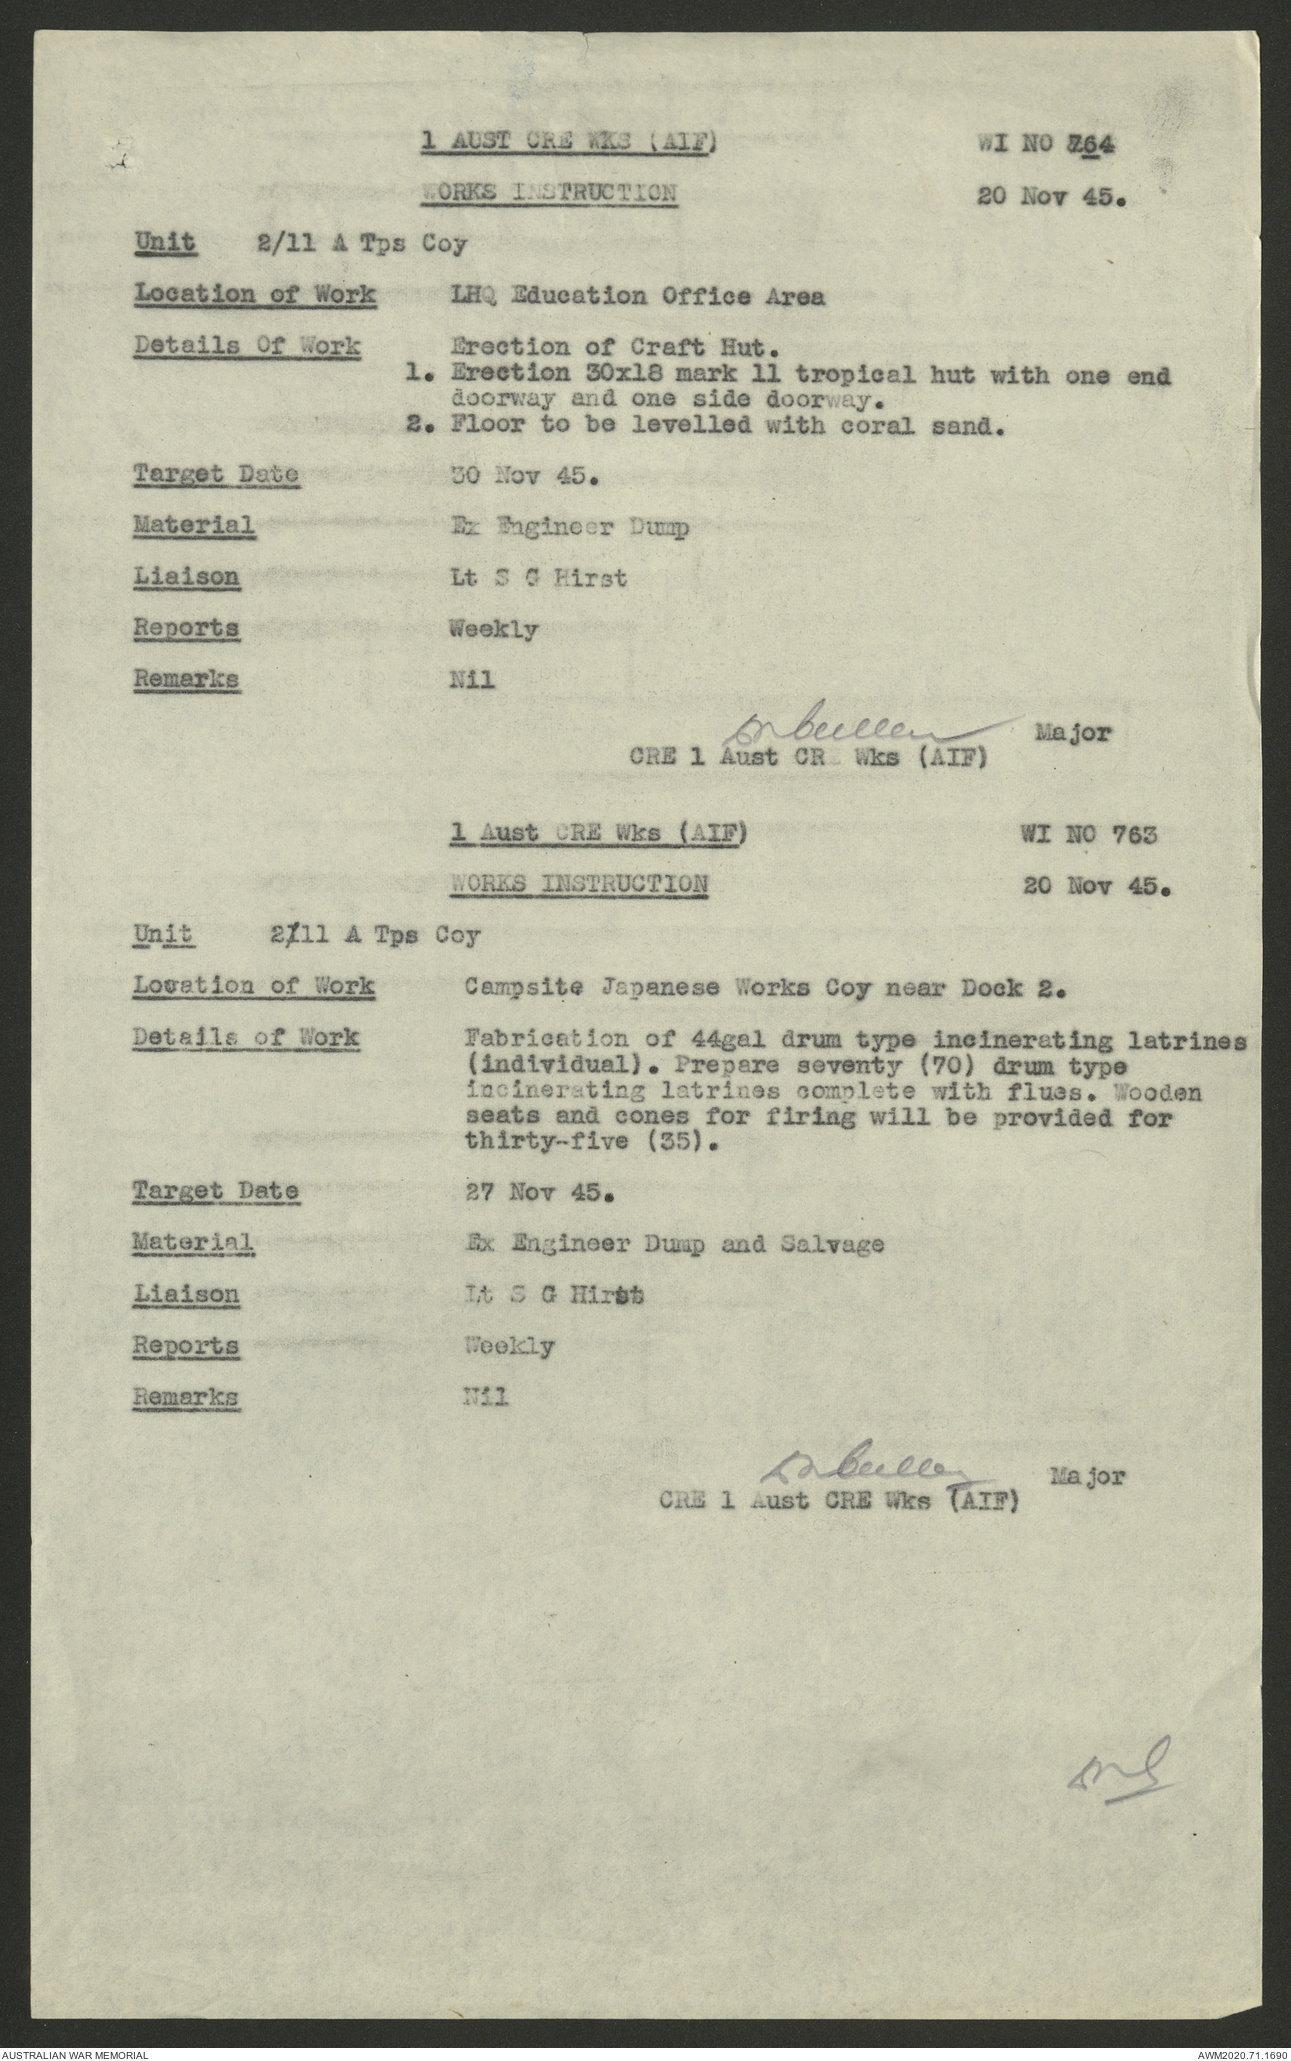 1 AUST CRE WKS (AIF) WI NO 764
WORKS INSTRUCTION 20 Nov 45.
Unit 2/11 A Tps Coy
Location of Work LHQ Education Office Area
Details Of Work Erection of Craft Hut.
1. Erection 30x18 mark 11 tropical hut with one end
doorway and one side doorway.
2. Floor to be levelled with coral sand.
Target Date 30 Nov 45.
Material Ex Engineer Dump
Liaison Lt S G Hirst
Reports Weekly
Remarks Nil
Major
CRE 1 Aust CRE Wks (AIF)
1 Aust CRE Wks (AIF) WI NO 763
WORKS INSTRUCTION 20 Nov 45.
Unit 2/11 A Tps Coy
Location of Work Campsite Japanese Works Coy near Dock 2.
Details of Work Fabrication of 44gal drum type incinerating latrines
(individual). Prepare seventy (70) drum type
incinerating latrines complete with flues. Wooden
seats and cones for firing will be provided for
thirty-five (35).
Target Date 27 Nov 45.
Material Ex Engineer Dump and Salvage
Liaison Lt S G Hirst
Reports Weekly
Remarks Nil
Major
CRE 1 Aust CRE Wks (AIF)
AUSTRALIAN WAR MEMORIAL AWM2020.71.1690